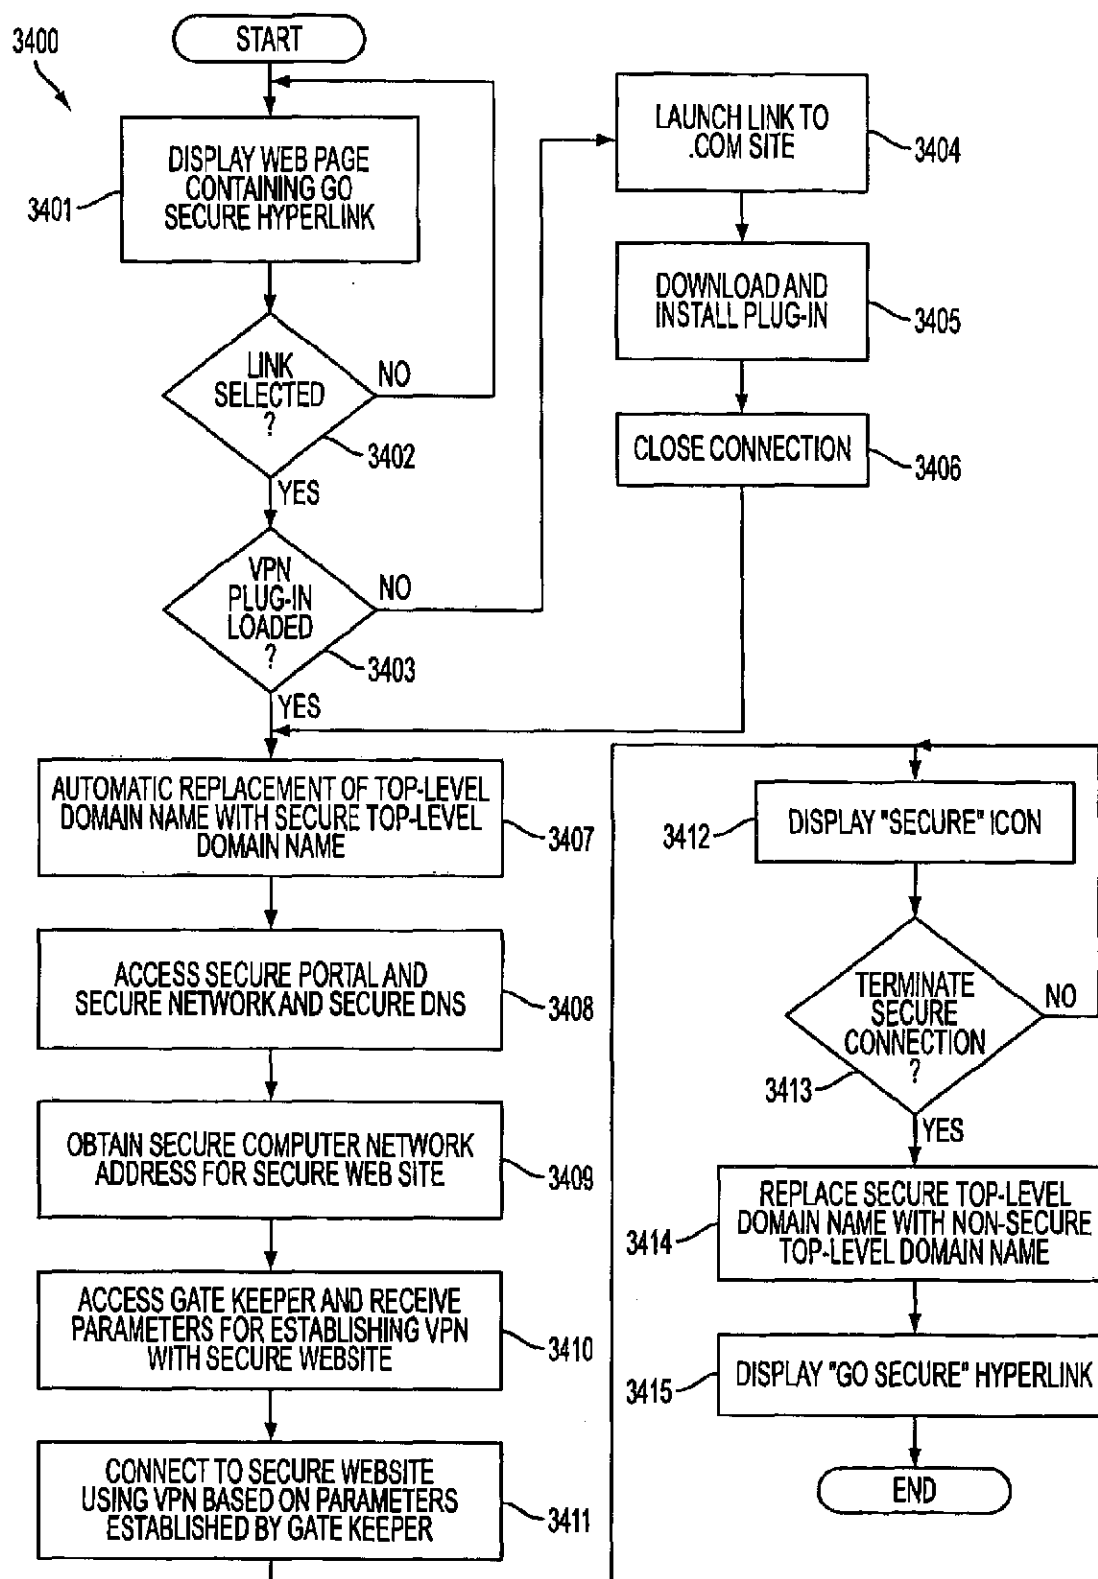 3400
START
3401
DISPLAY WEB PAGE
CONTAINING GO
SECURE HYPERLINK
LINK
SELECTED
?
NO
3402
YES
VPN
PLUG-IN
LOADED
?
NO
3403
YES
LAUNCH LINK TO
.COM SITE
3404
DOWNLOAD AND
INSTALL PLUG-IN
3405
CLOSE CONNECTION
3406
AUTOMATIC REPLACEMENT OF TOP-LEVEL
DOMAIN NAME WITH SECURE TOP-LEVEL
DOMAIN NAME
3407
ACCESS SECURE PORTAL AND
SECURE NETWORK AND SECURE DNS
3408
OBTAIN SECURE COMPUTER NETWORK
ADDRESS FOR SECURE WEB SITE
3409
ACCESS GATE KEEPER AND RECEIVE
PARAMETERS FOR ESTABLISHING VPN
WITH SECURE WEBSITE
3410
CONNECT TO SECURE WEBSITE
USING VPN BASED ON PARAMETERS
ESTABLISHED BY GATE KEEPER
3411
3412
DISPLAY "SECURE" ICON
TERMINATE
SECURE
CONNECTION
?
NO
3413
YES
3414
REPLACE SECURE TOP-LEVEL
DOMAIN NAME WITH NON-SECURE
TOP-LEVEL DOMAIN NAME
3415
DISPLAY "GO SECURE" HYPERLINK
END